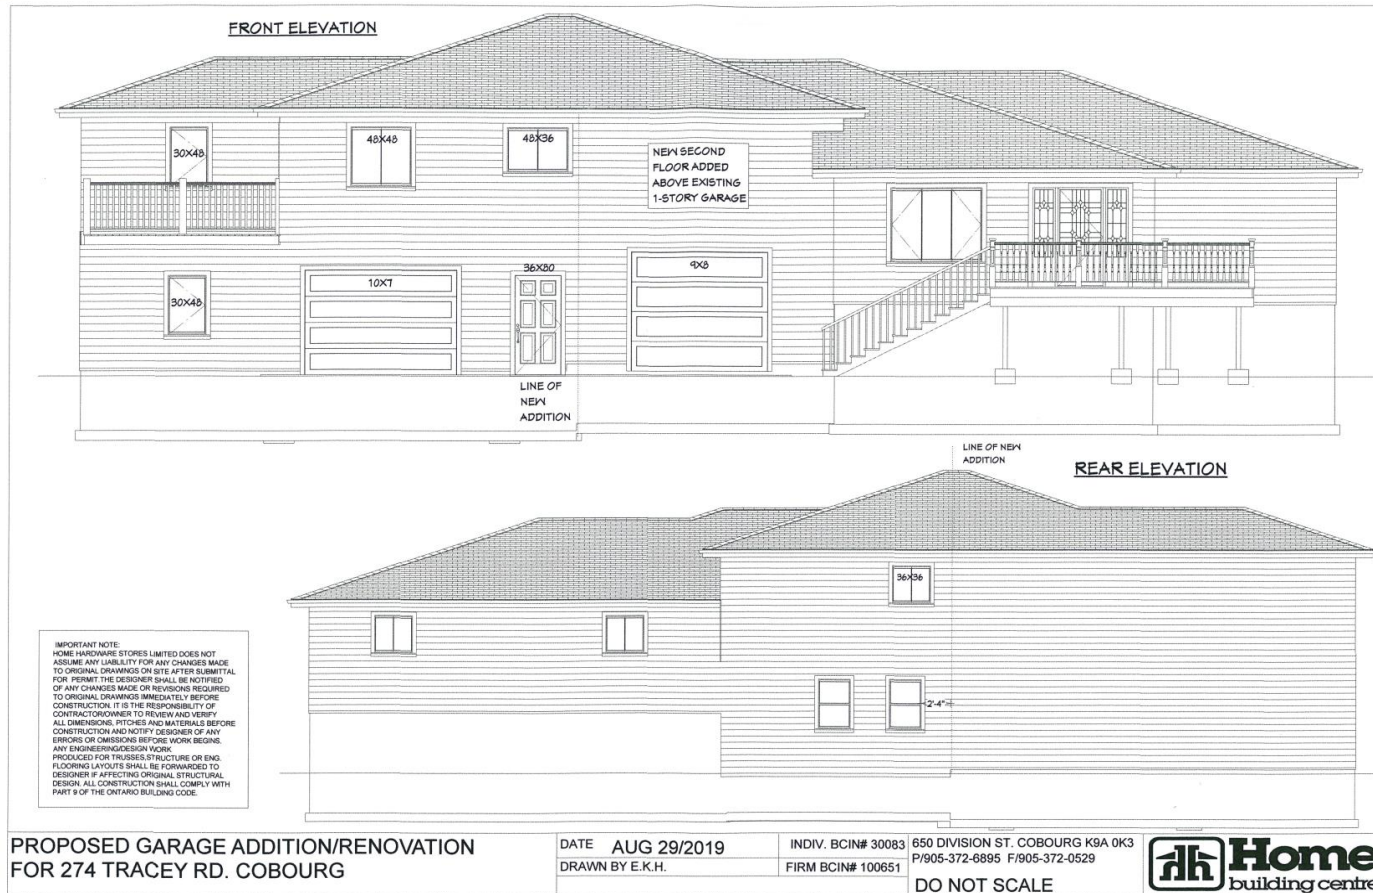 FRONT ELEVATION
30X48
48X48
48X36
NEW SECOND
FLOOR ADDED
ABOVE EXISTING
1-STORY GARAGE
30X48
10X7
36X80
9X8
LINE OF
NEW
ADDITION
LINE OF NEW
ADDITION
REAR ELEVATION
36X36
2'-4"
IMPORTANT NOTE:
HOME HARDWARE STORES LIMITED DOES NOT
ASSUME ANY LIABLILITY FOR ANY CHANGES MADE
TO ORIGINAL DRAWINGS ON SITE AFTER SUBMITTAL
FOR PERMIT.THE DESIGNER SHALL BE NOTIFIED
OF ANY CHANGES MADE OR REVISIONS REQUIRED
TO ORIGINAL DRAWINGS IMMEDIATELY BEFORE
CONSTRUCTION. IT IS THE RESPONSIBILITY OF
CONTRACTOR/OWNER TO REVIEW AND VERIFY
ALL DIMENSIONS, PITCHES AND MATERIALS BEFORE
CONSTRUCTION AND NOTIFY DESIGNER OF ANY
ERRORS OR OMISSIONS BEFORE WORK BEGINS.
ANY ENGINEERING/DESIGN WORK
PRODUCED FOR TRUSSES,STRUCTURE OR ENG.
FLOORING LAYOUTS SHALL BE FORWARDED TO
DESIGNER IF AFFECTING ORIGINAL STRUCTURAL
DESIGN. ALL CONSTRUCTION SHALL COMPLY WITH
PART 9 OF THE ONTARIO BUILDING CODE.
PROPOSED GARAGE ADDITION/RENOVATION
FOR 274 TRACEY RD. COBOURG
DATE AUG 29/2019
DRAWN BY E.K.H.
INDIV. BCIN# 30083
FIRM BCIN# 100651
650 DIVISION ST. COBOURG K9A 0K3
P/905-372-6895 F/905-372-0529
DO NOT SCALE
Home
building centre